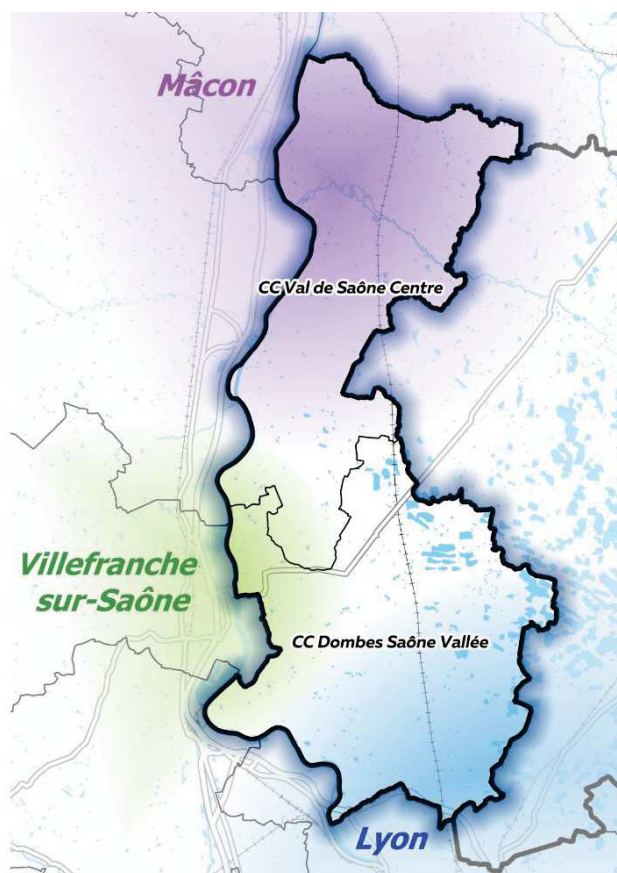 Mâcon
CC Val de Saône Centre
Villefranche
sur-Saône
CC Dombes Saône Vallée
Lyon